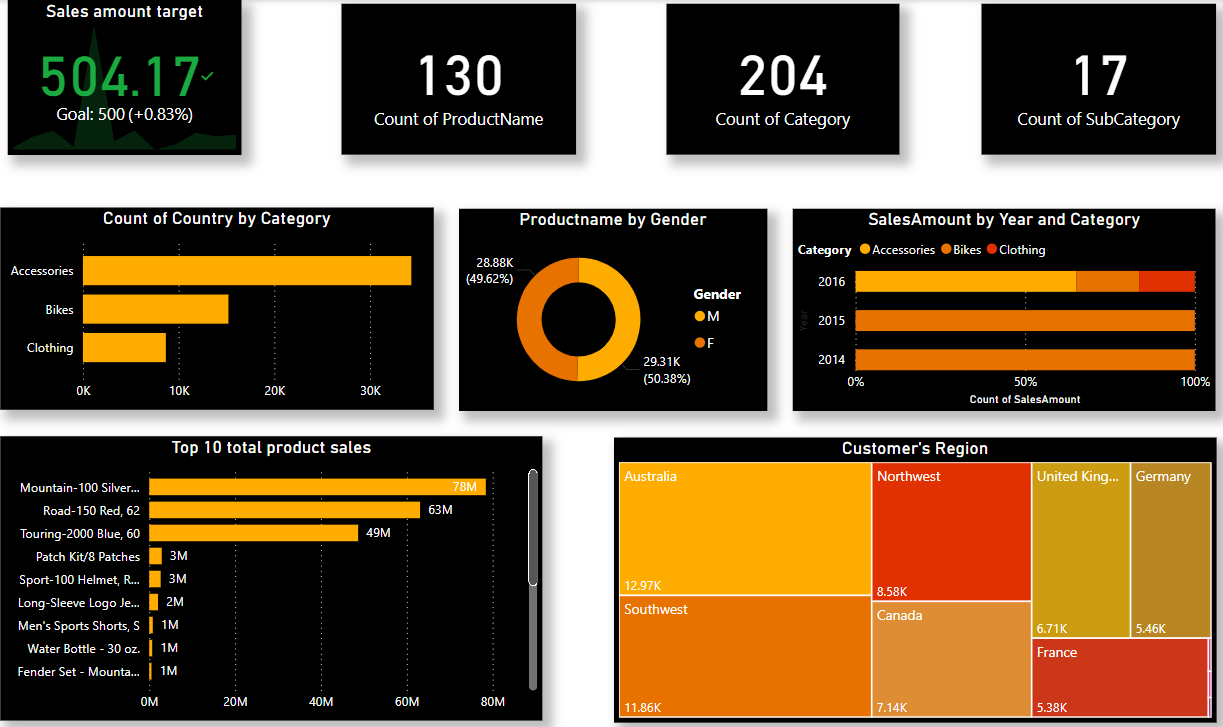 Sales amount target
504.17
Goal: 500 (+0.83%)
130
Count of ProductName
204
Count of Category
17
Count of SubCategory
Count of Country by Category
Accessories
Bikes
Clothing
0K 10K 20K 30K
Productname by Gender
28.88K
(49.62%)
29.31K
(50.38%)
Gender
M
F
SalesAmount by Year and Category
Category Accessories Bikes Clothing
Year
2016
2015
2014
0% 50% 100%
Count of SalesAmount
Top 10 total product sales
Mountain-100 Silver... 78M
Road-150 Red, 62 63M
Touring-2000 Blue, 60 49M
Patch Kit/8 Patches 3M
Sport-100 Helmet, R... 3M
Long-Sleeve Logo Je... 2M
Men's Sports Shorts, S 1M
Water Bottle - 30 oz. 1M
Fender Set - Mounta... 1M
0M 20M 40M 60M 80M
Customer's Region
Australia
12.97K
Southwest
11.86K
Northwest
8.58K
Canada
7.14K
United King...
6.71K
Germany
5.46K
France
5.38K